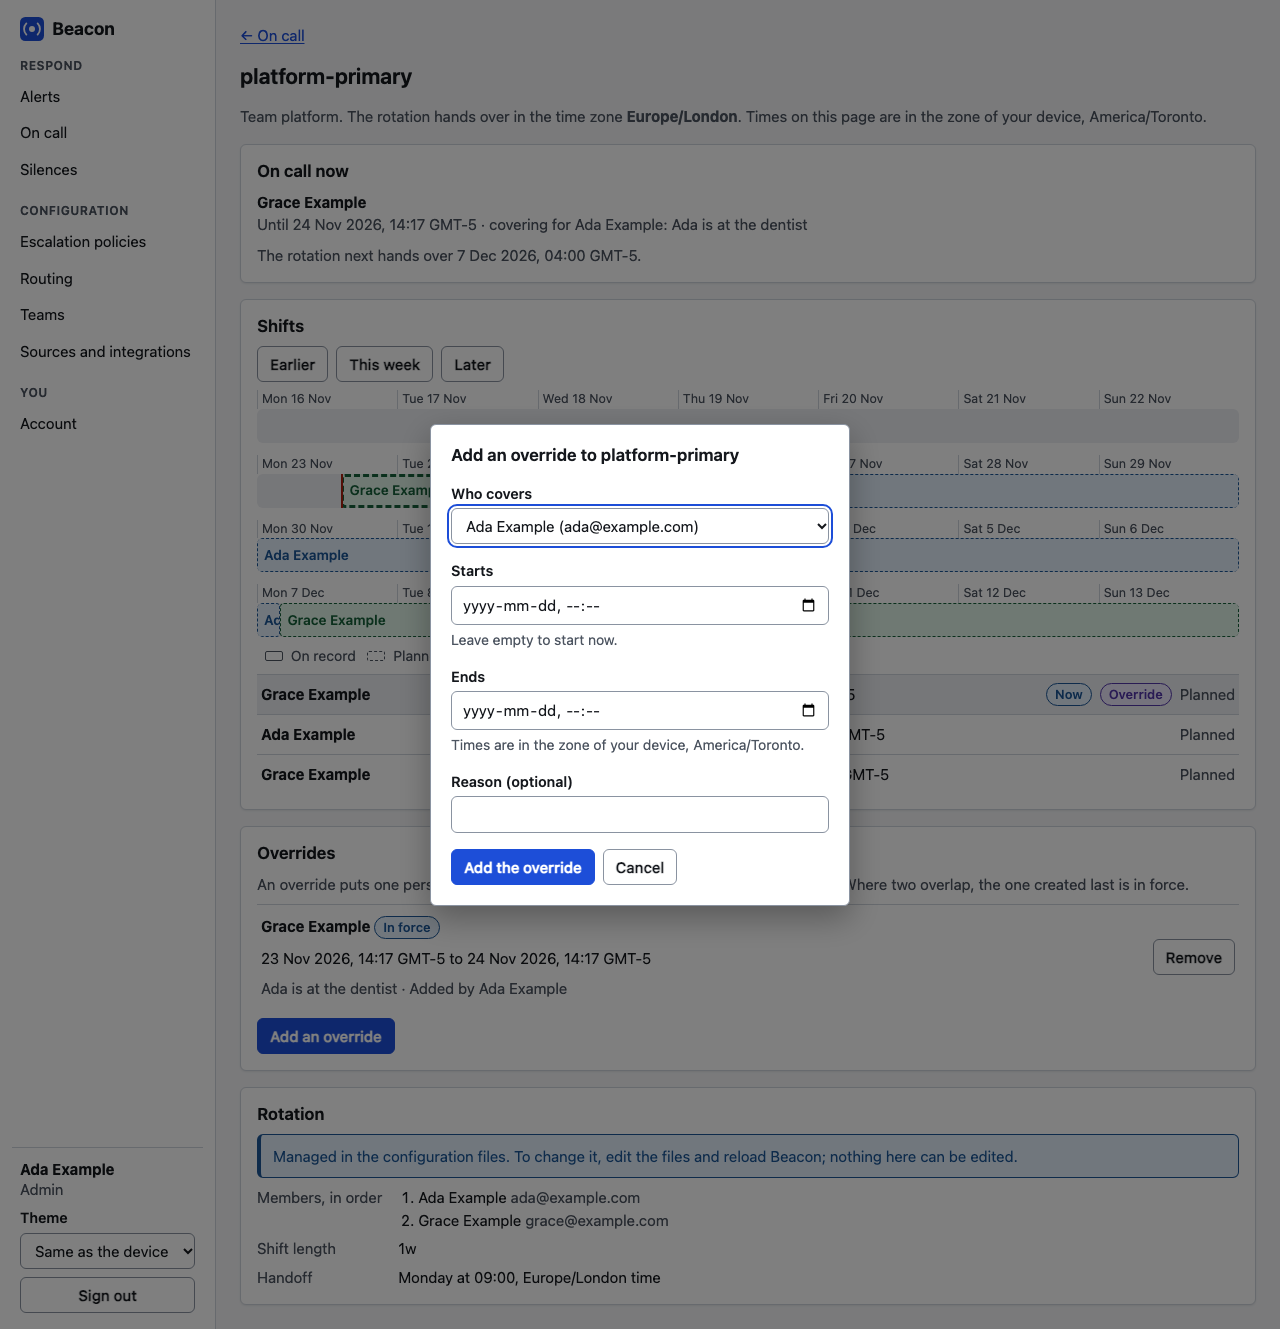 Beacon
RESPOND
Alerts
On call
Silences
CONFIGURATION
Escalation policies
Routing
Teams
Sources and integrations
YOU
Account
Ada Example
Admin
Theme
Same as the device
Sign out
← On call
platform-primary
Team platform. The rotation hands over in the time zone Europe/London. Times on this page are in the zone of your device, America/Toronto.
On call now
Grace Example
Until 24 Nov 2026, 14:17 GMT-5 · covering for Ada Example: Ada is at the dentist
The rotation next hands over 7 Dec 2026, 04:00 GMT-5.
Shifts
Earlier This week Later
Mon 16 Nov Tue 17 Nov Wed 18 Nov Thu 19 Nov Fri 20 Nov Sat 21 Nov Sun 22 Nov
Mon 23 Nov Tue Nov Sat 28 Nov Sun 29 Nov
Grace
Mon 30 Nov Tue Dec Sat 5 Dec Sun 6 Dec
Ada Example
Mon 7 Dec Tue Dec Sat 12 Dec Sun 13 Dec
Grace Example
On record
Grace Example Now Override Planned
Ada Example Planned
Grace Example Planned
Add an override to platform-primary
Who covers
Ada Example (ada@example.com)
Starts
yyyy-mm-dd, --:--
Leave empty to start now.
Ends
yyyy-mm-dd, --:--
Times are in the zone of your device, America/Toronto.
Reason (optional)
Add the override Cancel
Overrides
An override puts one Where two overlap, the one created last is in force.
Grace Example In force
23 Nov 2026, 14:17 GMT-5 to 24 Nov 2026, 14:17 GMT-5
Remove
Ada is at the dentist · Added by Ada Example
Add an override
Rotation
Managed in the configuration files. To change it, edit the files and reload Beacon; nothing here can be edited.
Members, in order
1. Ada Example ada@example.com
2. Grace Example grace@example.com
Shift length 1w
Handoff Monday at 09:00, Europe/London time